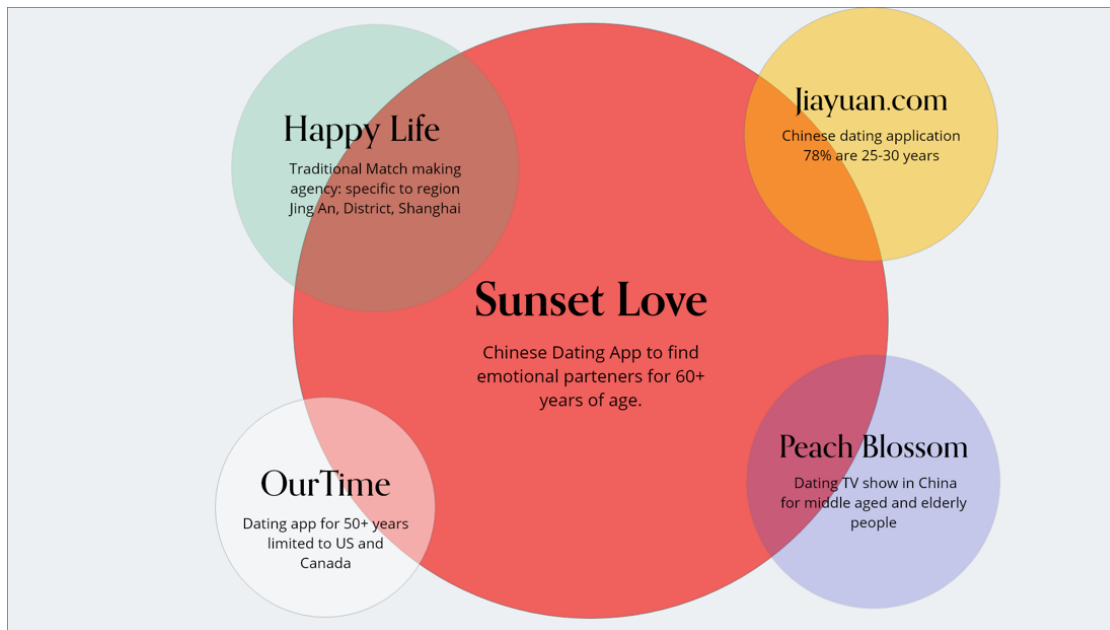 Happy Life
Traditional Match making
agency: specific to region
Jing An, District, Shanghai
Jiayuan.com
Chinese dating application
78% are 25-30 years
Sunset Love
Chinese Dating App to find
emotional parteners for 60+
years of age.
OurTime
Dating app for 50+ years
limited to US and
Canada
Peach Blossom
Dating TV show in China
for middle aged and elderly
people